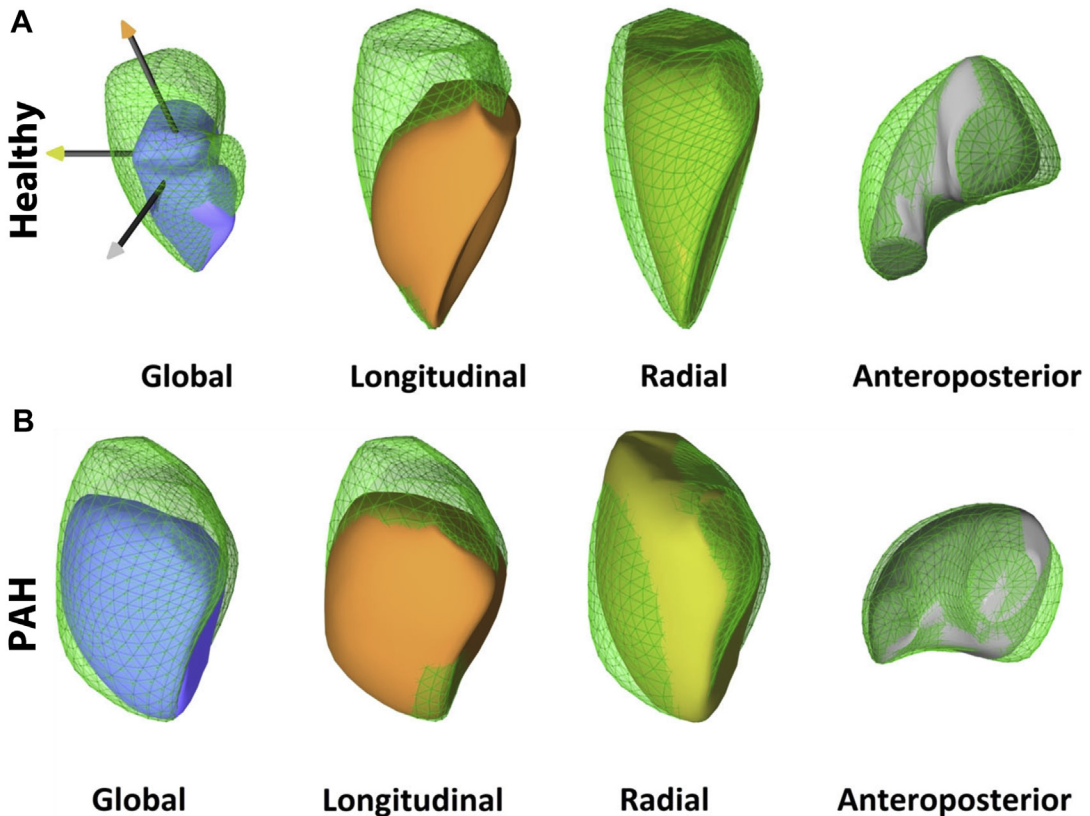 A
Healthy
Global
Longitudinal
Radial
Anteroposterior
B
PAH
Global
Longitudinal
Radial
Anteroposterior